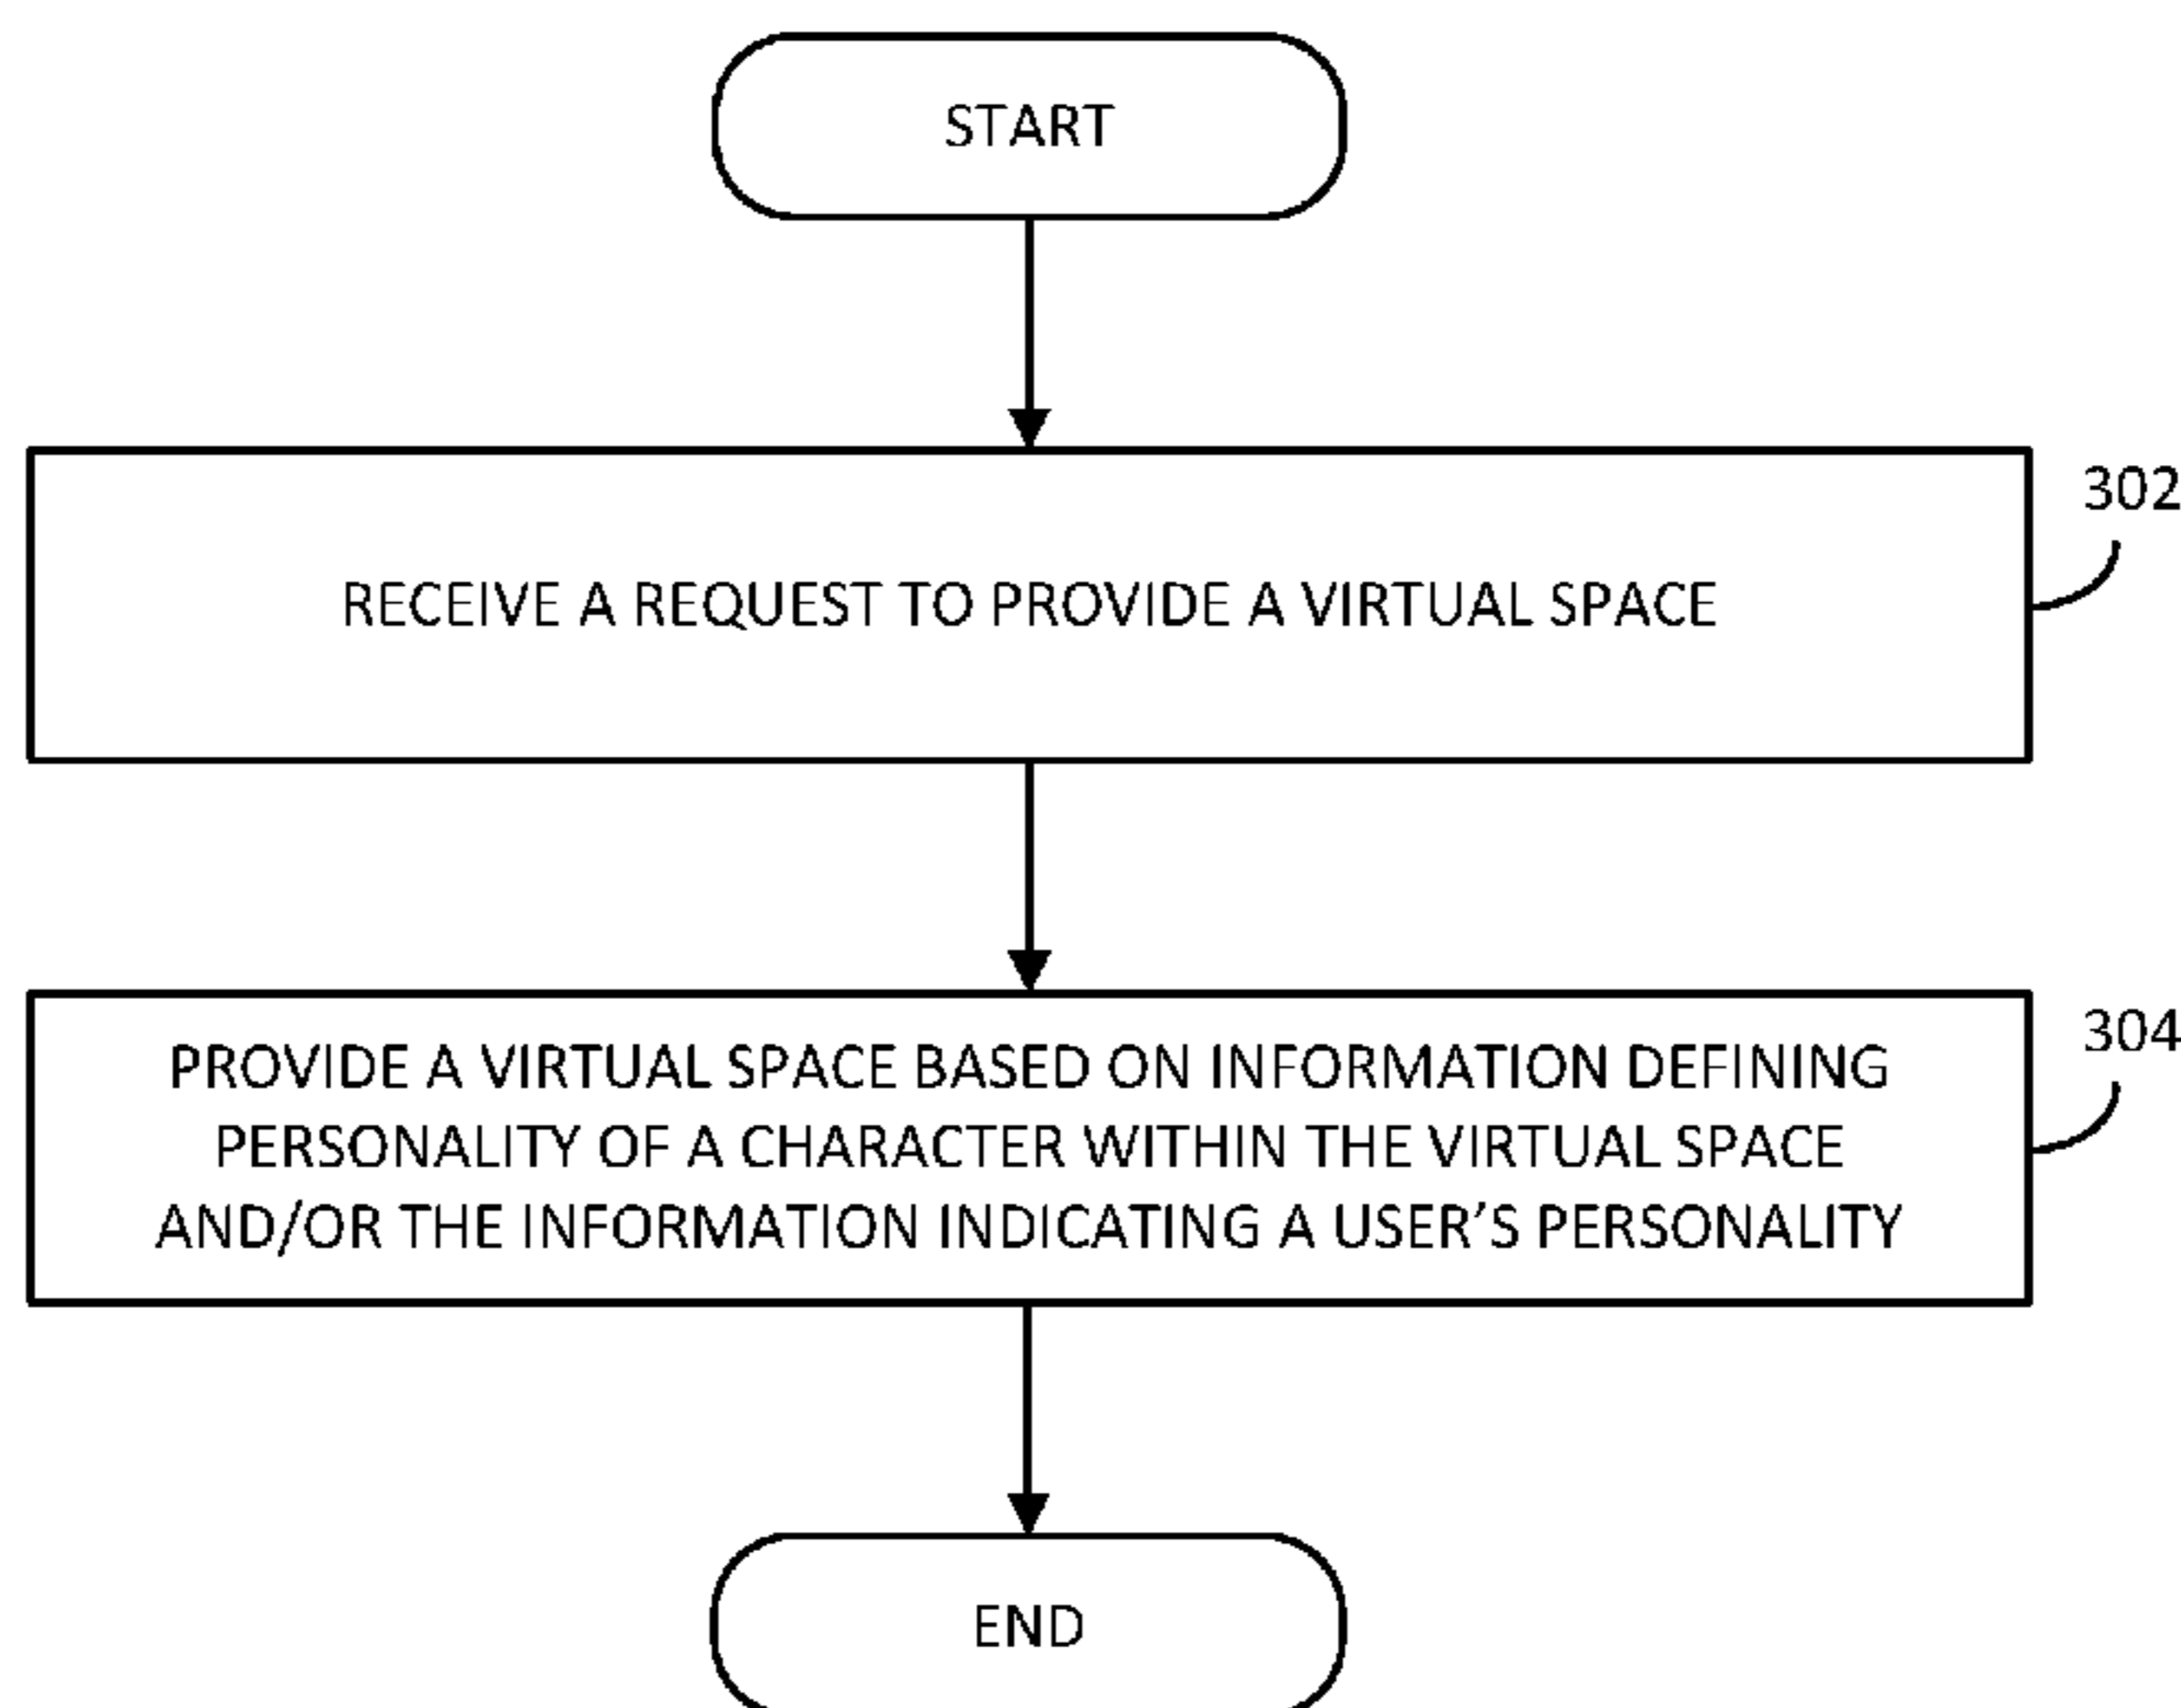 START
302
RECEIVE A REQUEST TO PROVIDE A VIRTUAL SPACE
304
PROVIDE A VIRTUAL SPACE BASED ON INFORMATION DEFINING
PERSONALITY OF A CHARACTER WITHIN THE VIRTUAL SPACE
AND/OR THE INFORMATION INDICATING A USER’S PERSONALITY
END